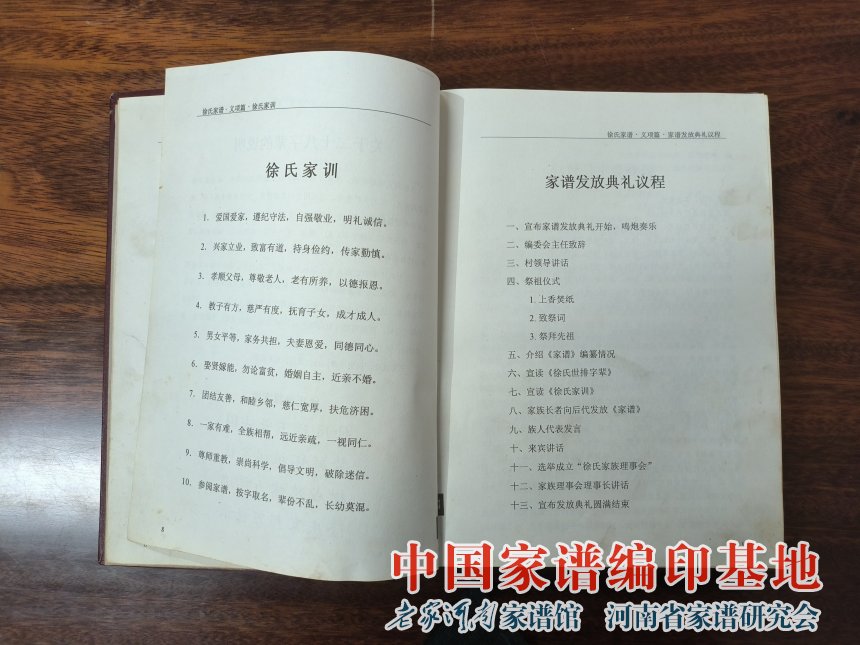 徐氏家谱·义项篇·徐氏家训
徐氏家训
1. 爱国爱家，遵纪守法，自强敬业，明礼诚信。
2. 兴家立业，致富有道，持身俭约，传家勤慎。
3. 孝顺父母，尊敬老人，老有所养，以德报恩。
4. 教子有方，慈严有度，抚育子女，成才成人。
5. 男女平等，家务共担，夫妻恩爱，同德同心。
6. 娶贤嫁能，勿论富贫，婚姻自主，近亲不婚。
7. 团结友善，和睦乡邻，慈仁宽厚，扶危济困。
8. 一家有难，全族相帮，远近亲疏，一视同仁。
9. 尊师重教，崇尚科学，倡导文明，破除迷信。
10. 参阅家谱，按字取名，辈份不乱，长幼莫混。
8
徐氏家谱·义项篇·家谱发放典礼议程
家谱发放典礼议程
一、宣布家谱发放典礼开始，鸣炮奏乐
二、编委会主任致辞
三、村领导讲话
四、祭祖仪式
1. 上香焚纸
2. 致祭词
3. 祭拜先祖
五、介绍《家谱》编纂情况
六、宣读《徐氏世排字辈》
七、宣读《徐氏家训》
八、家族长者向后代发放《家谱》
九、族人代表发言
十、来宾讲话
十一、选举成立“徐氏家族理事会”
十二、家族理事会理事长讲话
十三、宣布发放典礼圆满结束
中国家谱编印基地
老家河南家谱馆 河南省家谱研究会